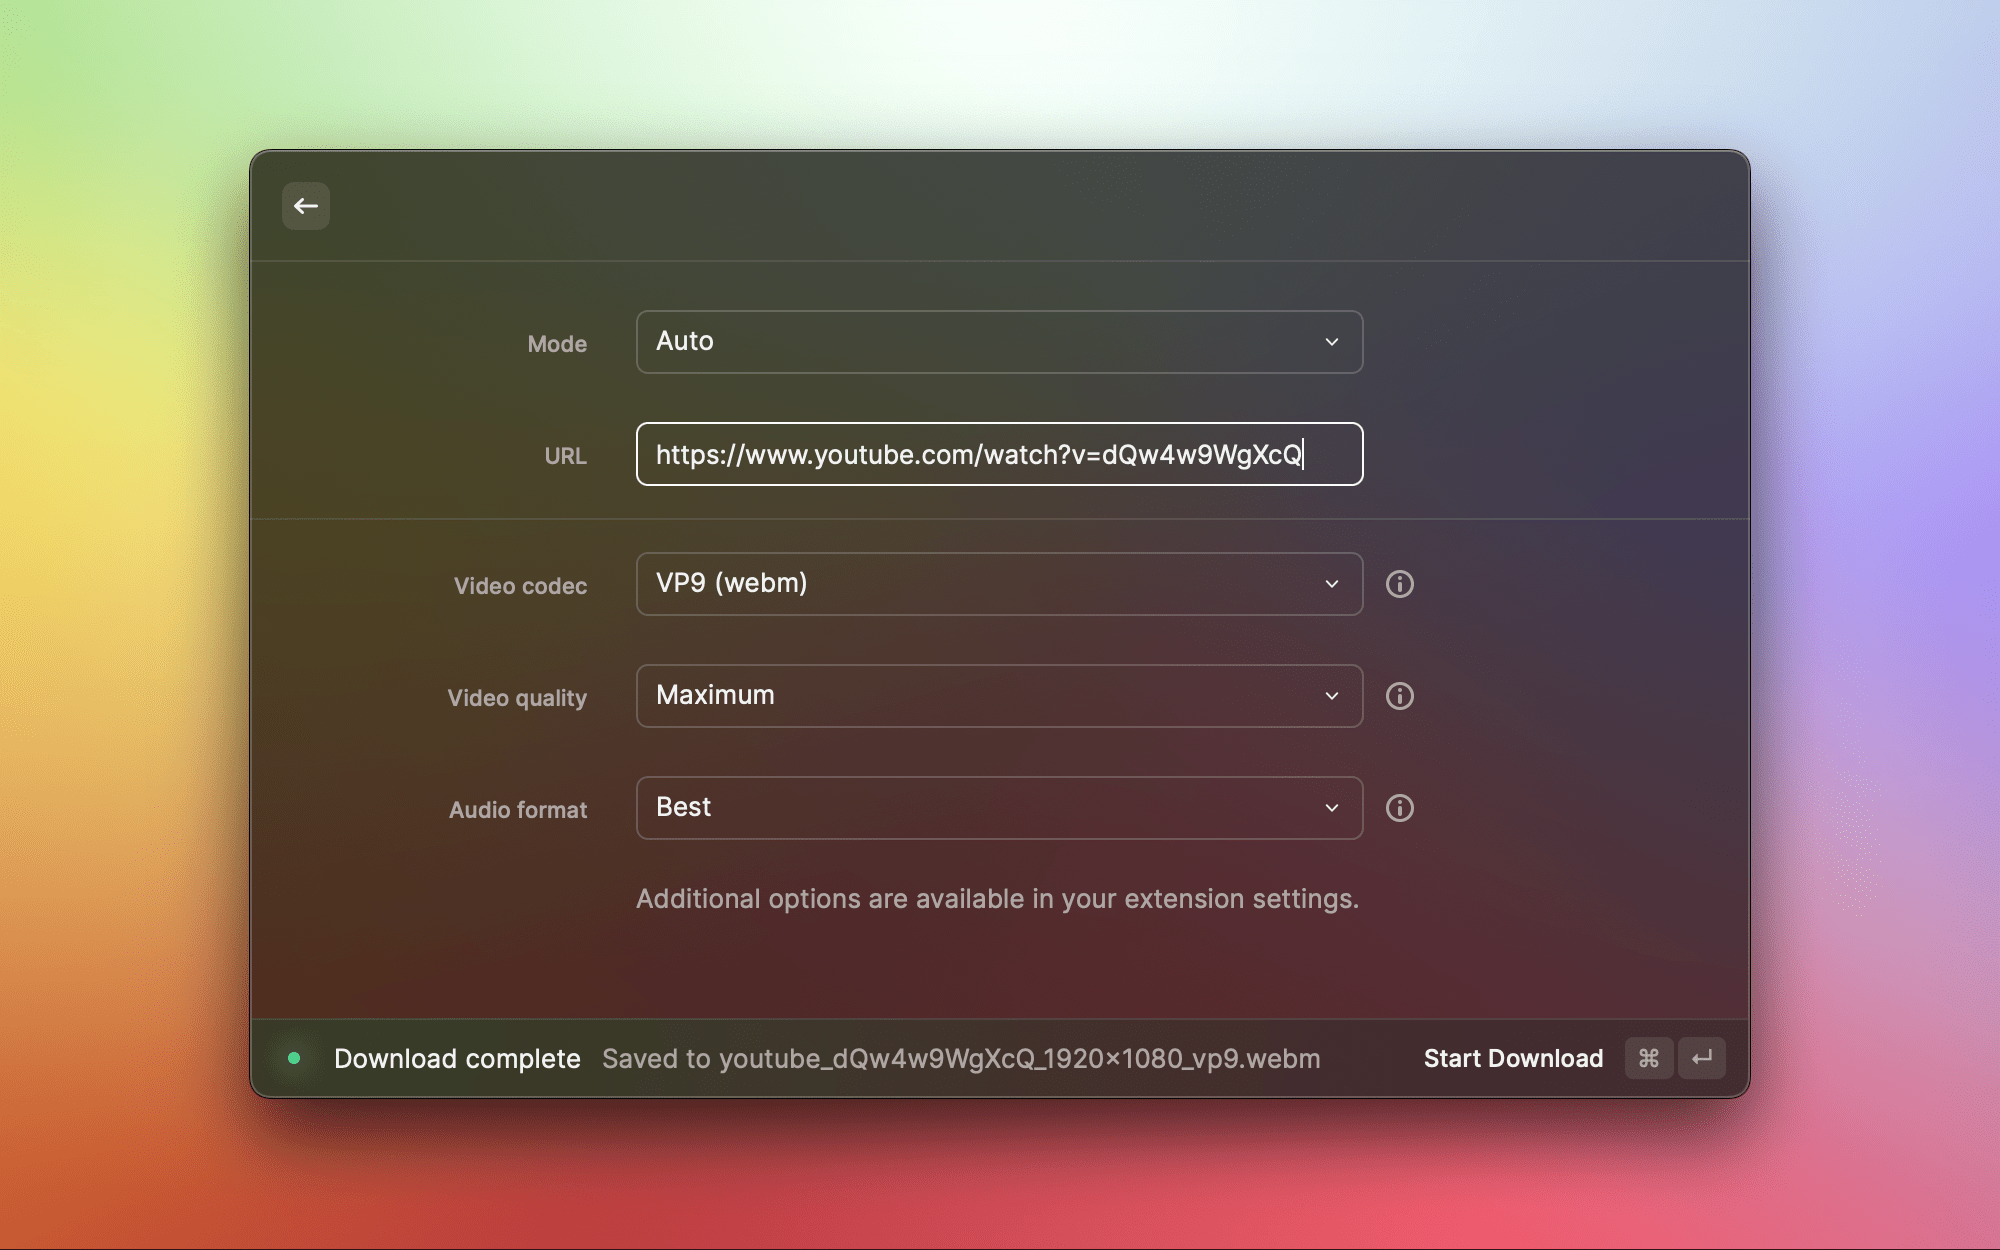 Mode Auto
URL https://www.youtube.com/watch?v=dQw4w9WgXcQ
Video codec VP9 (webm)
Video quality Maximum
Audio format Best
Additional options are available in your extension settings.
Download complete Saved to youtube_dQw4w9WgXcQ_1920×1080_vp9.webm Start Download ⌘ ↵